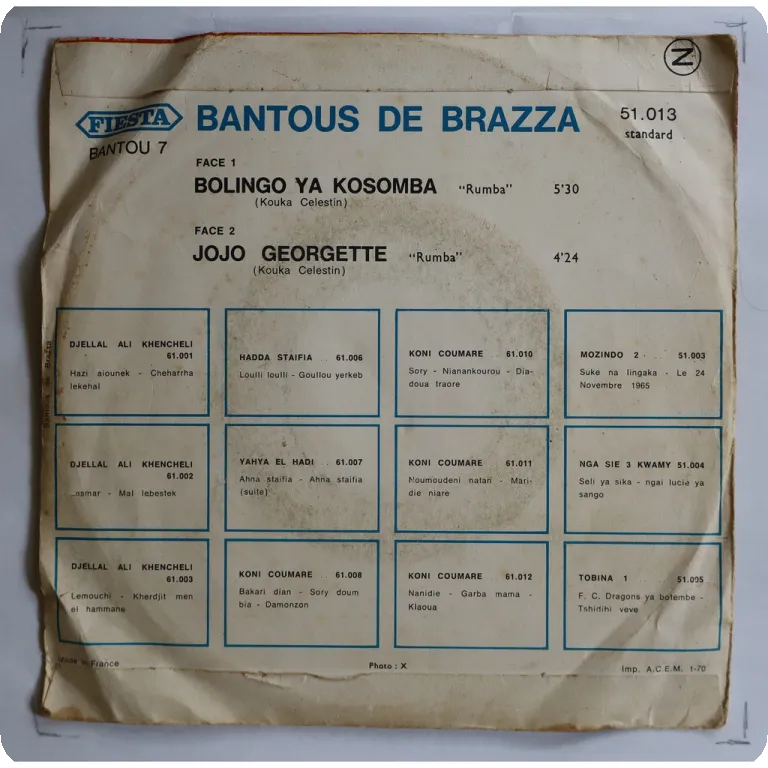 N
FIESTA
BANTOU 7
BANTOUS DE BRAZZA
51.013
standard
FACE 1
BOLINGO YA KOSOMBA "Rumba" 5'30
(Kouka Celestin)
FACE 2
JOJO GEORGETTE "Rumba" 4'24
(Kouka Celestin)
DJELLAL ALI KHENCHELI
61.001
Hazi aiounek - Cheharrha
lekehal
HADDA STAIFIA .. 61.006
Loulli loulli - Goullou yerkeb
KONI COUMARE .. 61.010
Sory - Nianankourou - Dia-
doua traore
MOZINDO 2 . ... 51.003
Suke na lingaka - Le 24
Novembre 1965
DJELLAL ALI KHENCHELI
61.002
- Mal lebestek
YAHYA EL HADI .. 61.007
Ahna staifia - Ahna staifia
(suite)
KONI COUMARE 61.011
Noumoudeni natan - Mari-
die niare
NGA SIE 3 KWAMY 51.004
Seli ya sika - ngai lucie ya
sango
DJELLAL ALI KHENCHELI
61.003
Lemouchi - Kherdjit men
el hammane
KONI COUMARE .. 61.008
Bakari dian - Sory doum
bia - Damonzon
KONI COUMARE .. 61.012
Nanidie - Garba mama -
Kiaoua
TOBINA 1 51.005
F. C. Dragons ya botembe -
Tshidihi veve
Bantous de Brazza
Made in France
Photo : X
Imp. A.C.E.M. 1-70